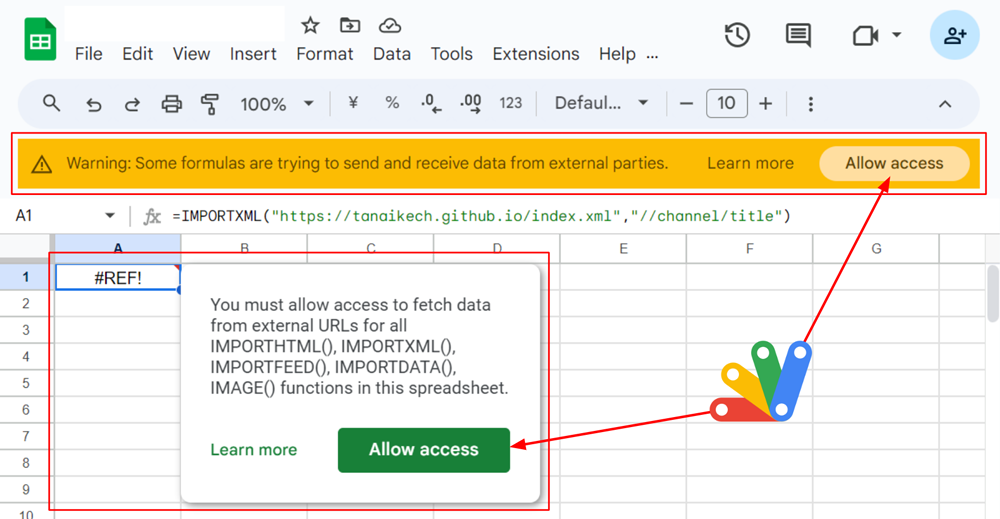 File Edit View Insert Format Data Tools Extensions Help ...
100% ¥ % .0 .00 123 Defaul... 10
Warning: Some formulas are trying to send and receive data from external parties. Learn more Allow access
A1 fx =IMPORTXML("https://tanaikech.github.io/index.xml","//channel/title")
A B C D E F G
1 #REF!
You must allow access to fetch data
2
from external URLs for all
3
IMPORTHTML(), IMPORTXML(),
4
IMPORTFEED(), IMPORTDATA(),
IMAGE() functions in this spreadsheet.
5
6
7
Learn more Allow access
8
9
10